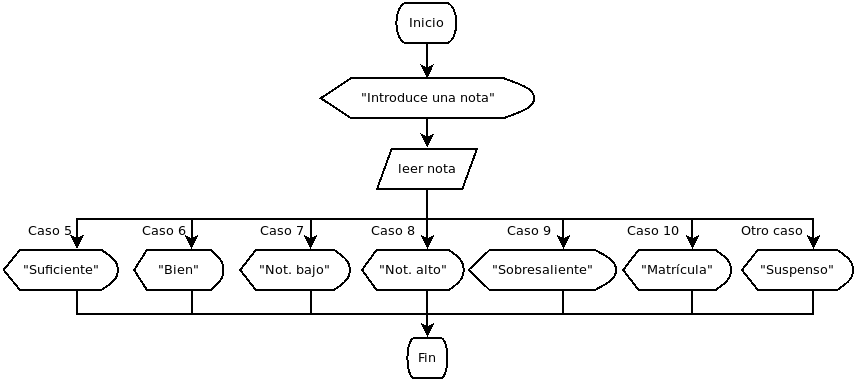 Inicio
"Introduce una nota"
leer nota
Caso 5
Caso 6
Caso 7
Caso 8
Caso 9
Caso 10
Otro caso
"Suficiente"
"Bien"
"Not. bajo"
"Not. alto"
"Sobresaliente"
"Matrícula"
"Suspenso"
Fin